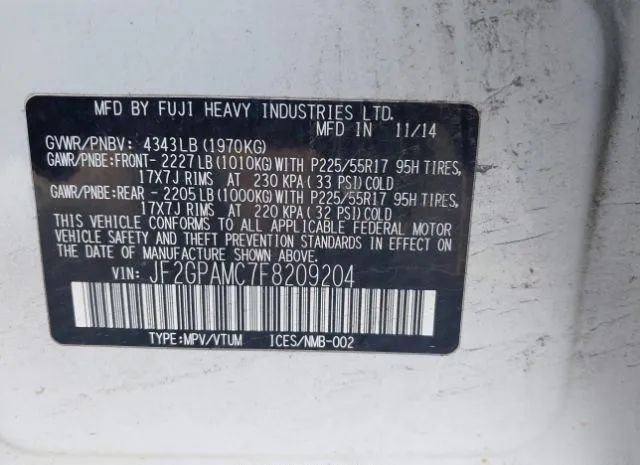 MFD BY FUJI HEAVY INDUSTRIES LTD.
MFD IN 11/14
GVWR/PNBV: 4343LB (1970KG)
GAWR/PNBE:FRONT- 2227LB (1010KG) WITH P225/55R17 95H TIRES,
17X7J RIMS AT 230 KPA (33 PSI) COLD
GAWR/PNBE:REAR - 2205LB (1000KG) WITH P225/55R17 95H TIRES,
17X7J RIMS AT 220 KPA (32 PSI) COLD
THIS VEHICLE CONFORMS TO ALL APPLICABLE FEDERAL MOTOR
VEHICLE SAFETY AND THEFT PREVENTION STANDARDS IN EFFECT
ON THE DATE OF MANUFACTURE SHOWN ABOVE.
VIN: JF2GPAMC7F8209204
TYPE:MPV/VTUM ICES/NMB-002